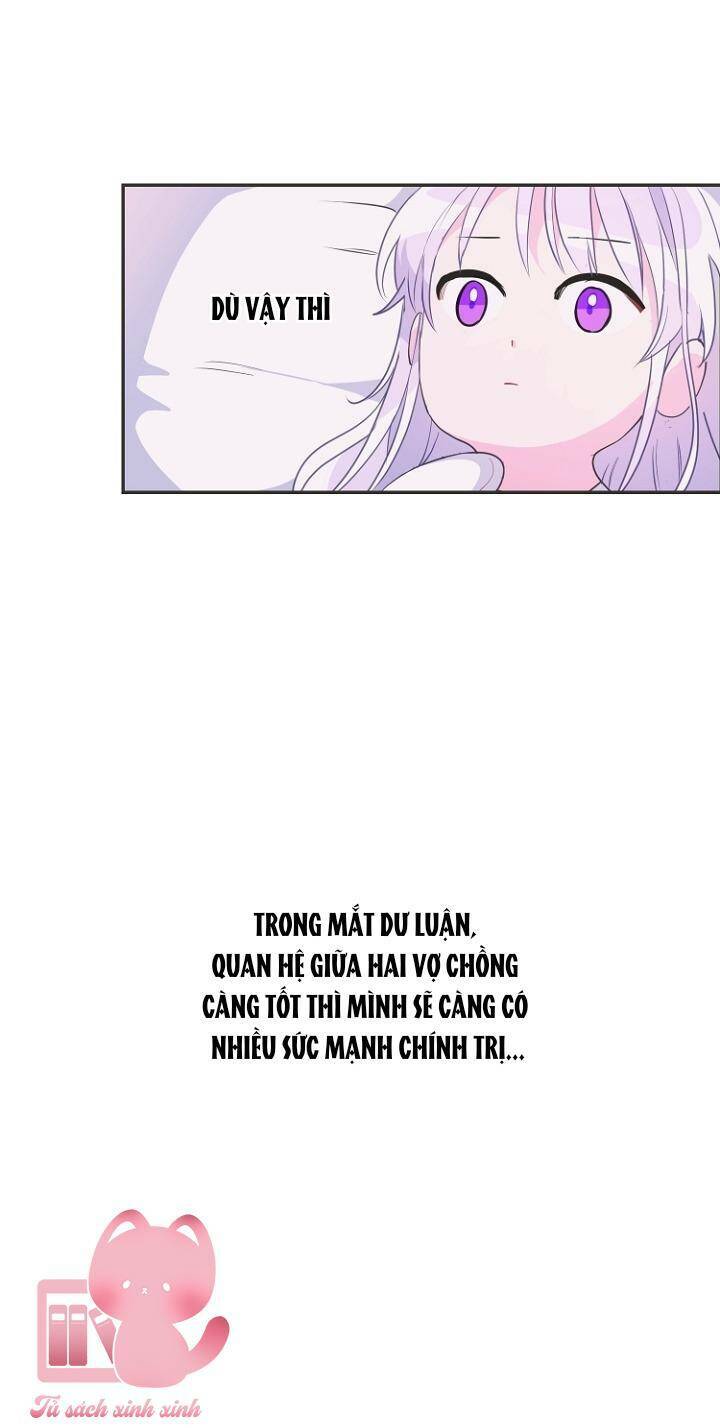 DÙ VẬY THÌ
TRONG MẮT DƯ LUẬN,
QUAN HỆ GIỮA HAI VỢ CHỒNG
CÀNG TỐT THÌ MÌNH SẼ CÀNG CÓ
NHIỀU SỨC MẠNH CHÍNH TRỊ...
Tủ sách xinh xinh